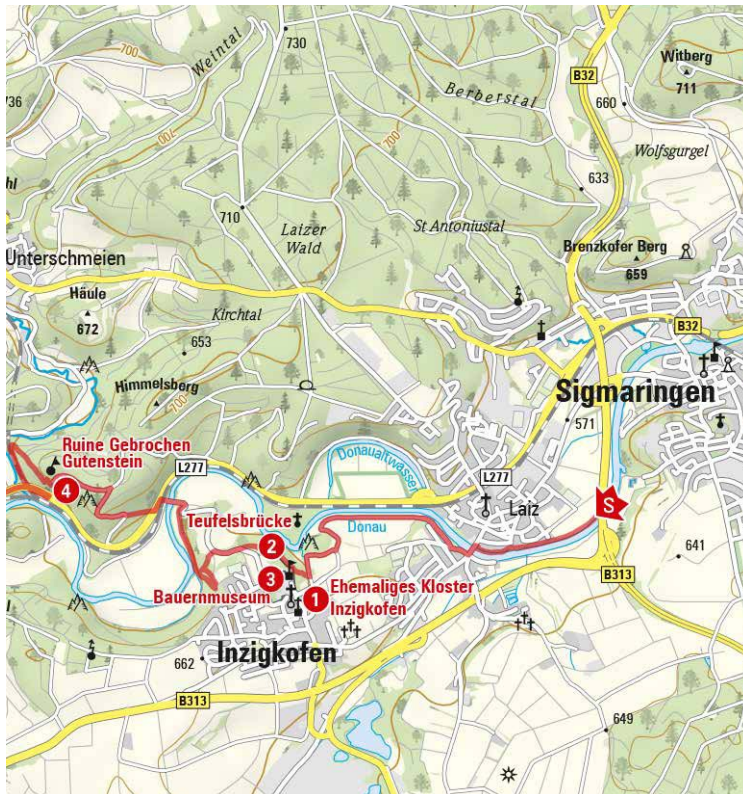 730
Weintal
700
B32
Witberg
711
736
Berberstal
660
700
700
Wolfsgurgel
633
710
Laizer
Wald
St Antoniustal
Brenzkofer Berg
659
Unterschmeien
Häule
672
Kirchtal
653
B32
Himmelsberg
700
Sigmaringen
571
Ruine Gebrochen
Gutenstein
4
L277
Donaualtwasser
L277
Laiz
S
Teufelsbrücke
Donau
2
641
B313
Bauernmuseum
3
1
Ehemaliges Kloster
Inzigkofen
Inzigkofen
662
B313
649